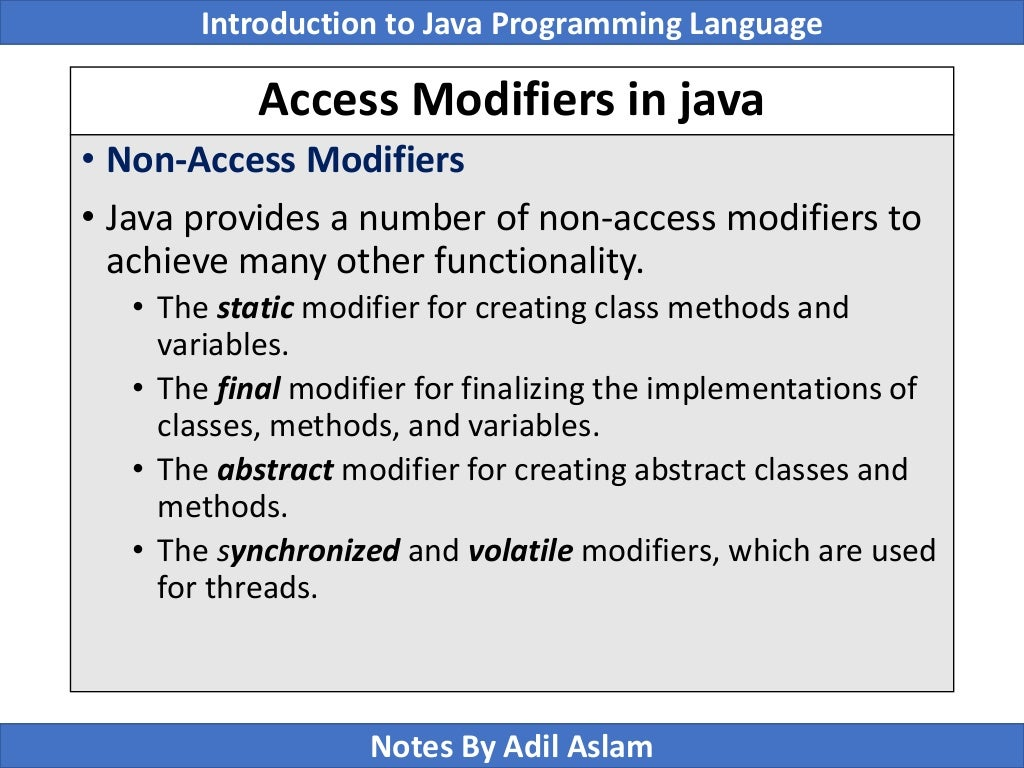 Introduction to Java Programming Language
Access Modifiers in java
• Non-Access Modifiers
• Java provides a number of non-access modifiers to
achieve many other functionality.
• The static modifier for creating class methods and
variables.
• The final modifier for finalizing the implementations of
classes, methods, and variables.
• The abstract modifier for creating abstract classes and
methods.
• The synchronized and volatile modifiers, which are used
for threads.
Notes By Adil Aslam